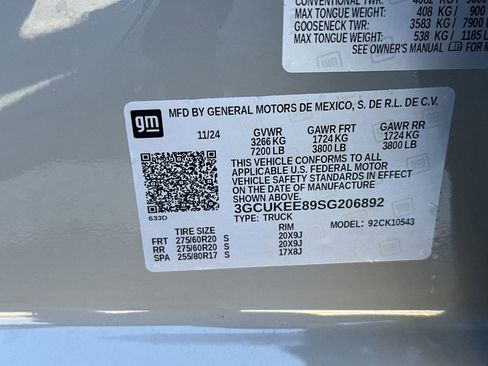 CONVENTIONAL TWR:
MAX TONGUE WEIGHT: 408 KG / 900
GOOSENECK TWR: 3583 KG / 7900 LB
MAX TONGUE WEIGHT: 538 KG / 1185 LB
SEE OWNER'S MANUAL gm FOR M
gm
MFD BY GENERAL MOTORS DE MEXICO, S. DE R.L. DE C.V.
11/24 GVWR GAWR FRT GAWR RR
3266 KG 1724 KG 1724 KG
7200 LB 3800 LB 3800 LB
THIS VEHICLE CONFORMS TO ALL
APPLICABLE U.S. FEDERAL MOTOR
VEHICLE SAFETY STANDARDS IN
EFFECT ON THE DATE OF MANUFACTURE
SHOWN ABOVE.
3GCUKEE89SG206892
633D TYPE: TRUCK MODEL: 92CK10543
TIRE SIZE RIM
FRT 275/60R20 S 20X9J
RR 275/60R20 S 20X9J
SPA 255/80R17 S 17X8J